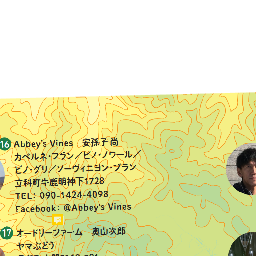 16 Abbey's Vines 安孫子 尚
カベルネ・フラン／ピノ・ノワール／
ピノ・グリ／ソーヴィニヨン・ブラン
立科町牛鹿明神下1728
TEL: 090-1424-4098
Facebook: @Abbey's Vines
17 オードリーファーム 奥山次郎
ヤマぶどう